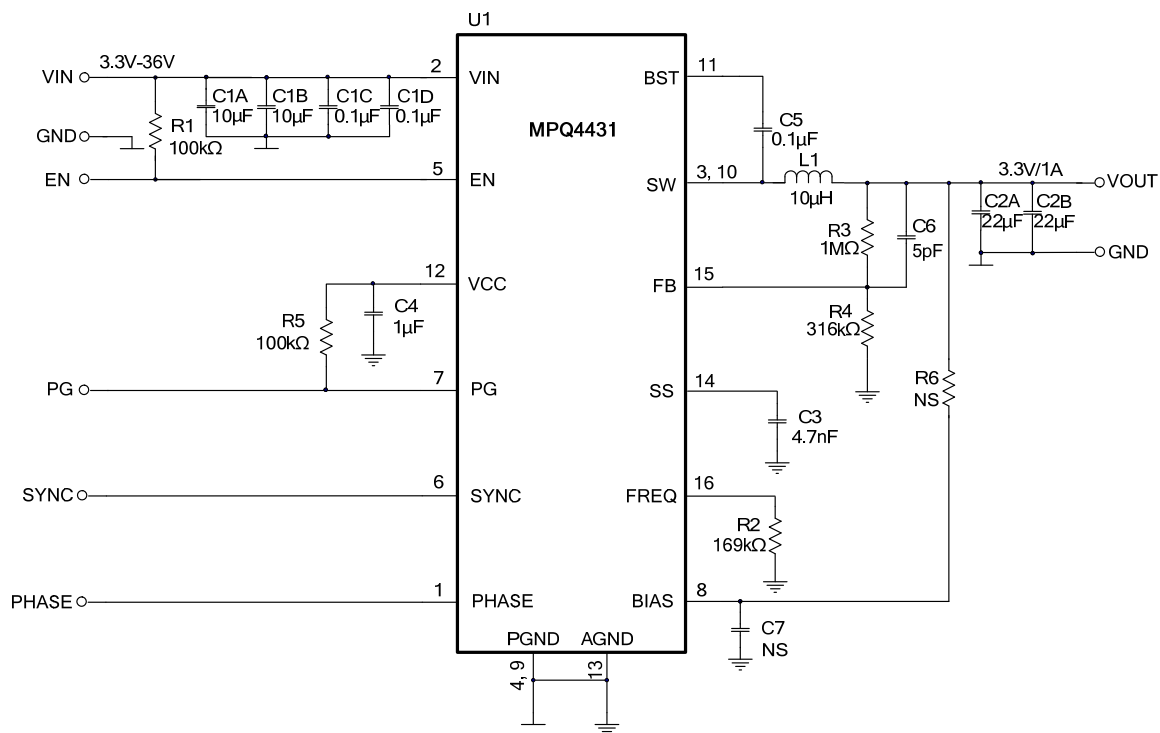 U1
3.3V-36V
VIN
2
VIN
BST
11
C1A
10µF
C1B
10µF
C1C
0.1µF
C1D
0.1µF
MPQ4431
C5
0.1µF
GND
R1
100kΩ
EN
5
EN
SW
3, 10
L1
10µH
3.3V/1A
VOUT
C2A
22µF
C2B
22µF
R3
1MΩ
C6
5pF
GND
12
VCC
FB
15
C4
1µF
R5
100kΩ
R4
316kΩ
PG
7
PG
SS
14
R6
NS
C3
4.7nF
SYNC
6
SYNC
FREQ
16
R2
169kΩ
PHASE
1
PHASE
BIAS
8
C7
NS
PGND
AGND
4, 9
13